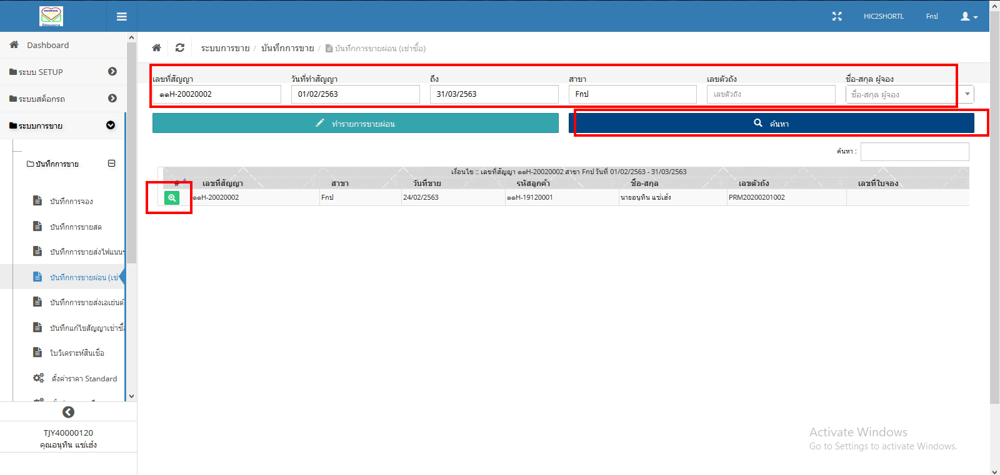 HONDA
HIC2SHORTL
Fกป
Dashboard
ระบบการขาย / บันทึกการขาย / บันทึกการขายผ่อน (เช่าซื้อ)
ระบบ SETUP
ระบบสต็อกรถ
ระบบการขาย
บันทึกการขาย
บันทึกการจอง
บันทึกการขายสด
บันทึกการขายส่งไฟแนนซ
บันทึกการขายผ่อน (เช่
บันทึกการขายส่งเอเย่นต์
บันทึกแก้ไขสัญญาเช่าซื้อ
ใบวิเคราะห์สินเชื่อ
ตั้งค่าราคา Standard
TJY40000120
คุณอนุทิน แซ่เฮ้ง
เลขที่สัญญา วันที่ทำสัญญา ถึง สาขา เลขตัวถัง ชื่อ-สกุล ผู้จอง
๑๑H-20020002 01/02/2563 31/03/2563 Fกป เลขตัวถัง ชื่อ-สกุล ผู้จอง
ทำรายการขายผ่อน ค้นหา
ค้นหา :
เงื่อนไข :: เลขที่สัญญา ๑๑H-20020002 สาขา Fกป วันที่ 01/02/2563 - 31/03/2563
# เลขที่สัญญา สาขา วันที่ขาย รหัสลูกค้า ชื่อ-สกุล เลขตัวถัง เลขที่ใบจอง
๑๑H-20020002 Fกป 24/02/2563 ๑๑H-19120001 นายอนุทิน แซ่เฮ้ง PRM20200201002
Activate Windows
Go to Settings to activate Windows.